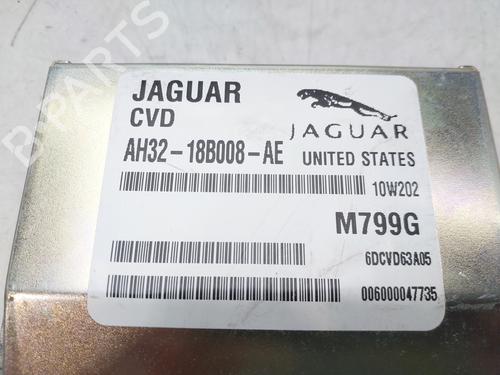 B-PARTS
JAGUAR
CVD
JAGUAR
AH32-18B008-AE
UNITED STATES
10W202
M799G
6DCVD63A05
006000047735